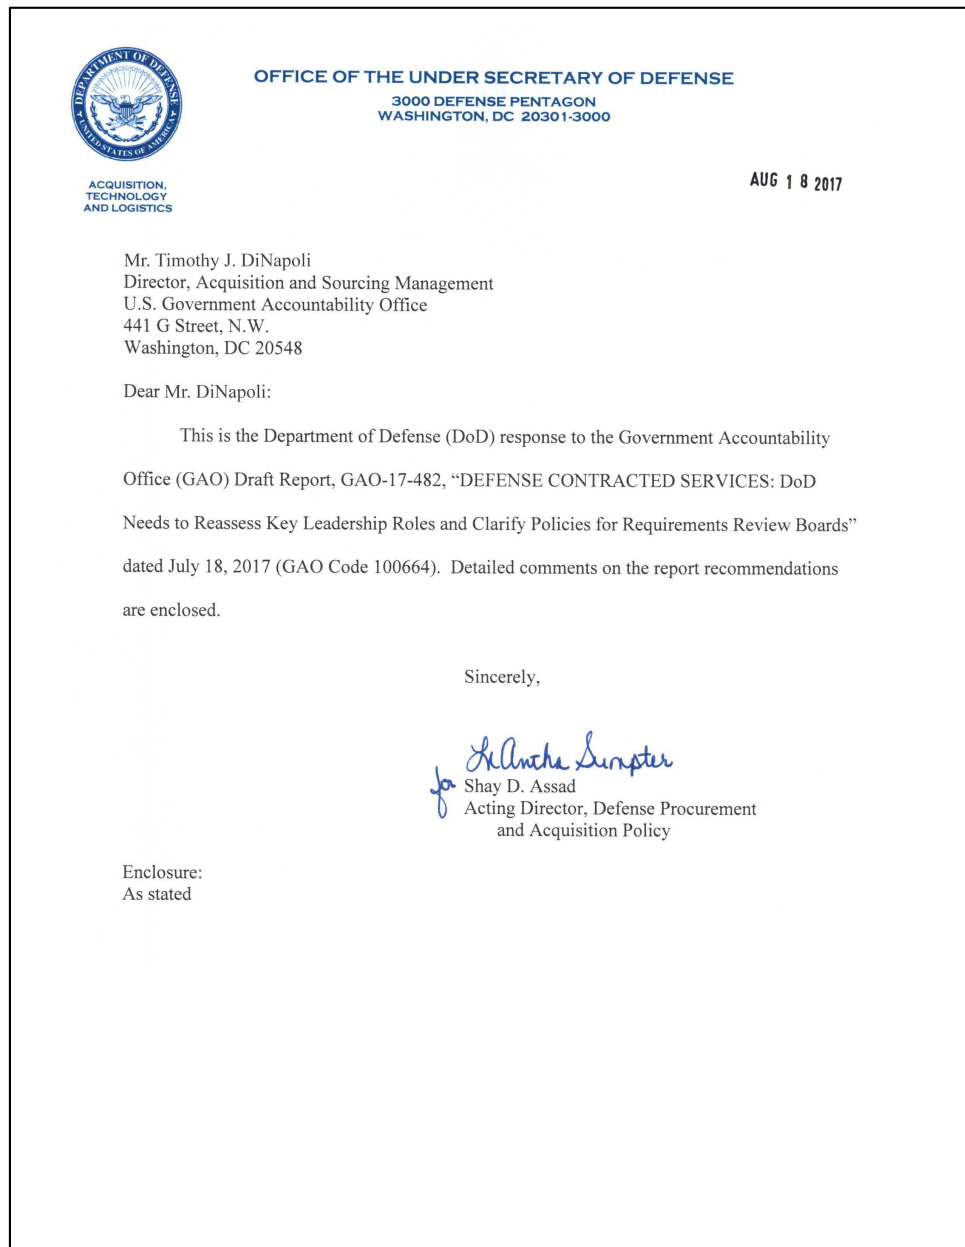 DEPARTMENT OF DEFENSE
UNITED STATES OF AMERICA
OFFICE OF THE UNDER SECRETARY OF DEFENSE
3000 DEFENSE PENTAGON
WASHINGTON, DC 20301-3000
ACQUISITION,
TECHNOLOGY
AND LOGISTICS
AUG 18 2017
Mr. Timothy J. DiNapoli
Director, Acquisition and Sourcing Management
U.S. Government Accountability Office
441 G Street, N.W.
Washington, DC 20548
Dear Mr. DiNapoli:
This is the Department of Defense (DoD) response to the Government Accountability
Office (GAO) Draft Report, GAO-17-482, “DEFENSE CONTRACTED SERVICES: DoD
Needs to Reassess Key Leadership Roles and Clarify Policies for Requirements Review Boards”
dated July 18, 2017 (GAO Code 100664).  Detailed comments on the report recommendations
are enclosed.
Sincerely,
LeAntha Sumpter
for Shay D. Assad
Acting Director, Defense Procurement
and Acquisition Policy
Enclosure:
As stated